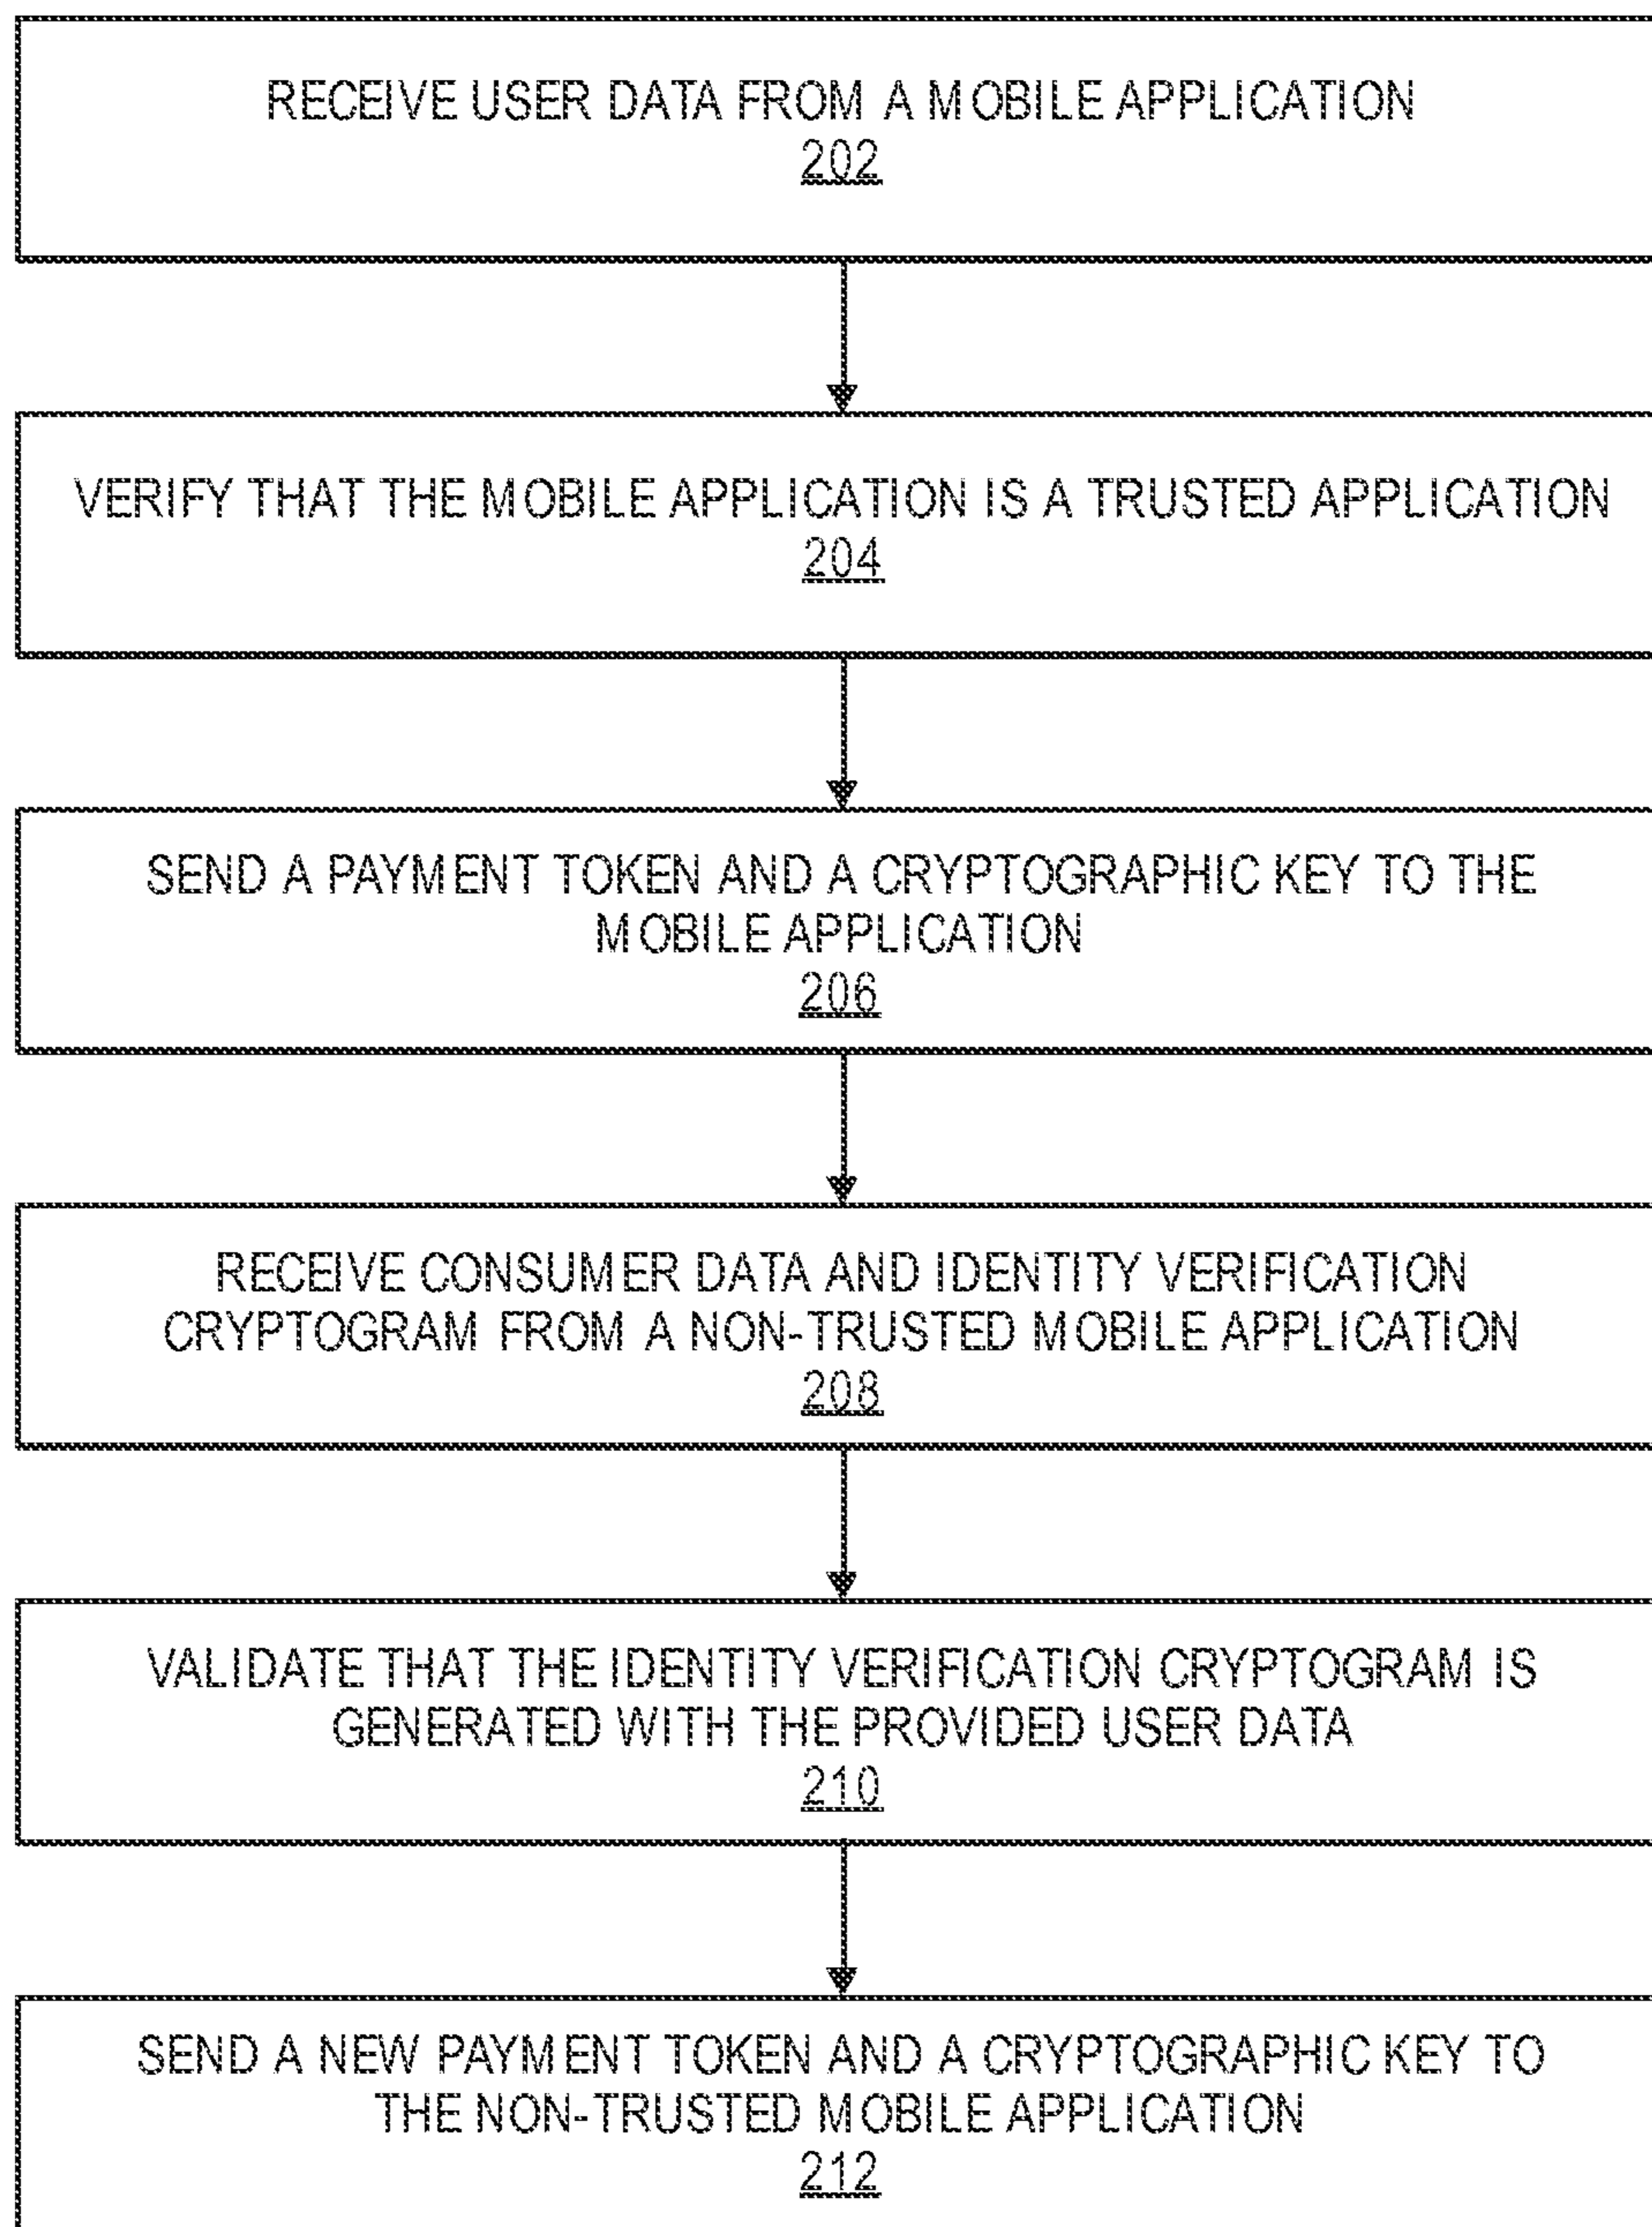 RECEIVE USER DATA FROM A MOBILE APPLICATION
202
VERIFY THAT THE MOBILE APPLICATION IS A TRUSTED APPLICATION
204
SEND A PAYMENT TOKEN AND A CRYPTOGRAPHIC KEY TO THE
MOBILE APPLICATION
206
RECEIVE CONSUMER DATA AND IDENTITY VERIFICATION
CRYPTOGRAM FROM A NON-TRUSTED MOBILE APPLICATION
208
VALIDATE THAT THE IDENTITY VERIFICATION CRYPTOGRAM IS
GENERATED WITH THE PROVIDED USER DATA
210
SEND A NEW PAYMENT TOKEN AND A CRYPTOGRAPHIC KEY TO
THE NON-TRUSTED MOBILE APPLICATION
212